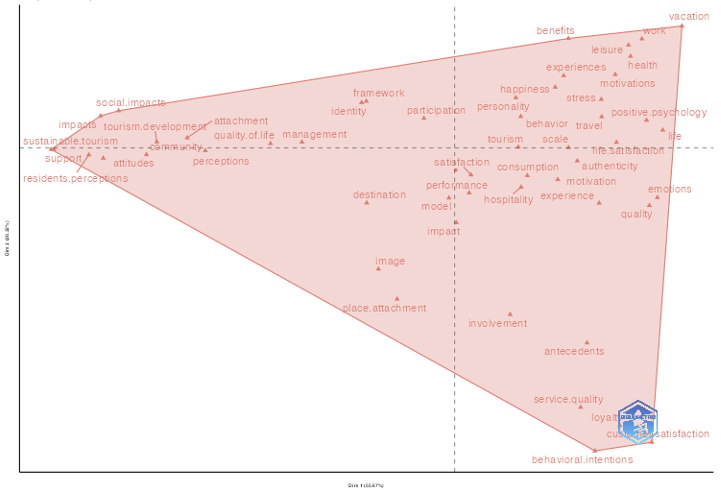 vacation
benefits
work
leisure
health
experiences
motivations
happiness
stress
framework
identity
personality
positive.psychology
social.impacts
participation
impacts
tourism.development
attachment
behavior
travel
quality.of.life
management
life
sustainable.tourism
community
tourism
scale
life.satisfaction
support
attitudes
perceptions
satisfaction
consumption
authenticity
residents.perceptions
performance
motivation
emotions
destination
model
hospitality
experience
quality
impact
image
place.attachment
involvement
antecedents
service.quality
behavioral.intentions